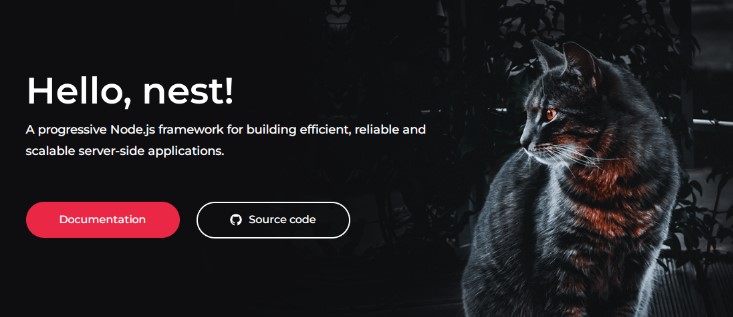 Hello, nest!
A progressive Node.js framework for building efficient, reliable and
scalable server-side applications.
Documentation
Source code